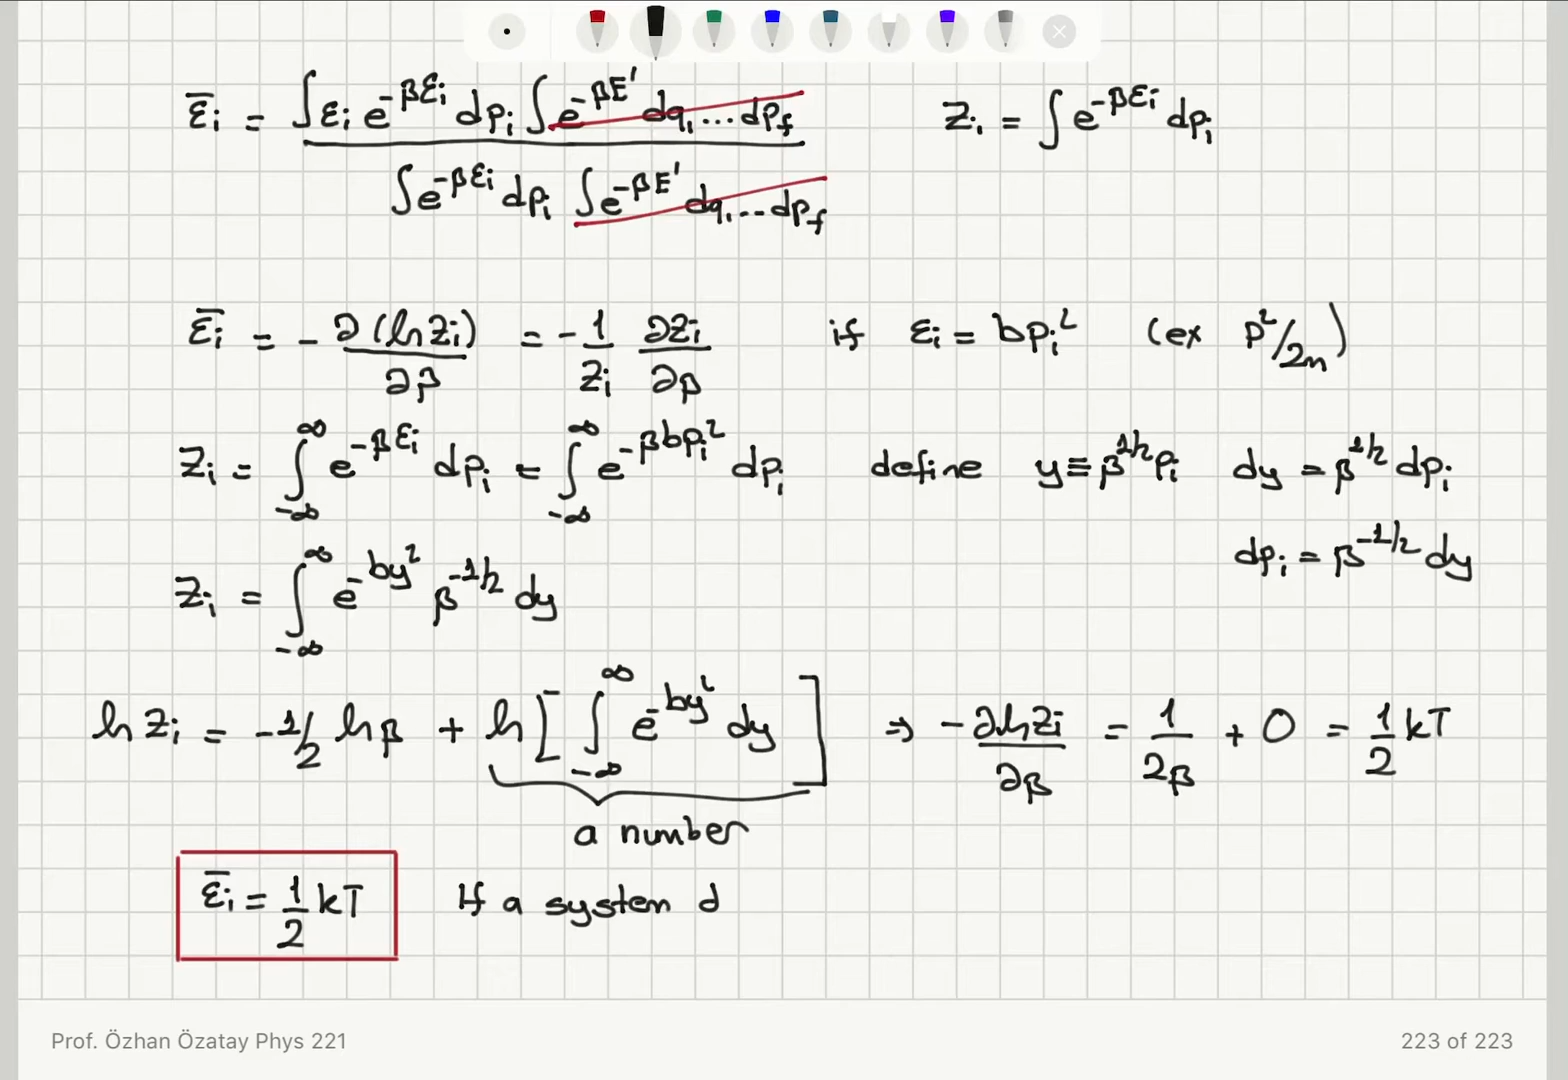 ε̄ᵢ = ∫εᵢ e^{-βεᵢ} dpᵢ ∫e^{-βE'} dq₁...dp_f / ∫e^{-βεᵢ} dpᵢ ∫e^{-βE'} dq₁...dp_f    Zᵢ = ∫e^{-βεᵢ} dpᵢ
ε̄ᵢ = - ∂(ln Zᵢ)/∂β = - 1/Zᵢ ∂Zᵢ/∂β    if εᵢ = bpᵢ² (ex p²/2m)
Zᵢ = ∫_{-∞}^{∞} e^{-βεᵢ} dpᵢ = ∫_{-∞}^{∞} e^{-βbpᵢ²} dpᵢ    define y ≡ β^{1/2} pᵢ    dy = β^{1/2} dpᵢ
dpᵢ = β^{-1/2} dy
Zᵢ = ∫_{-∞}^{∞} e^{-by²} β^{-1/2} dy
ln Zᵢ = -1/2 ln β + ln [ ∫_{-∞}^{∞} e^{-by²} dy ] ⇒ -∂ln Zᵢ/∂β = 1/2β + 0 = 1/2 kT
a number
ε̄ᵢ = 1/2 kT    If a system d
Prof. Özhan Özatay Phys 221    223 of 223